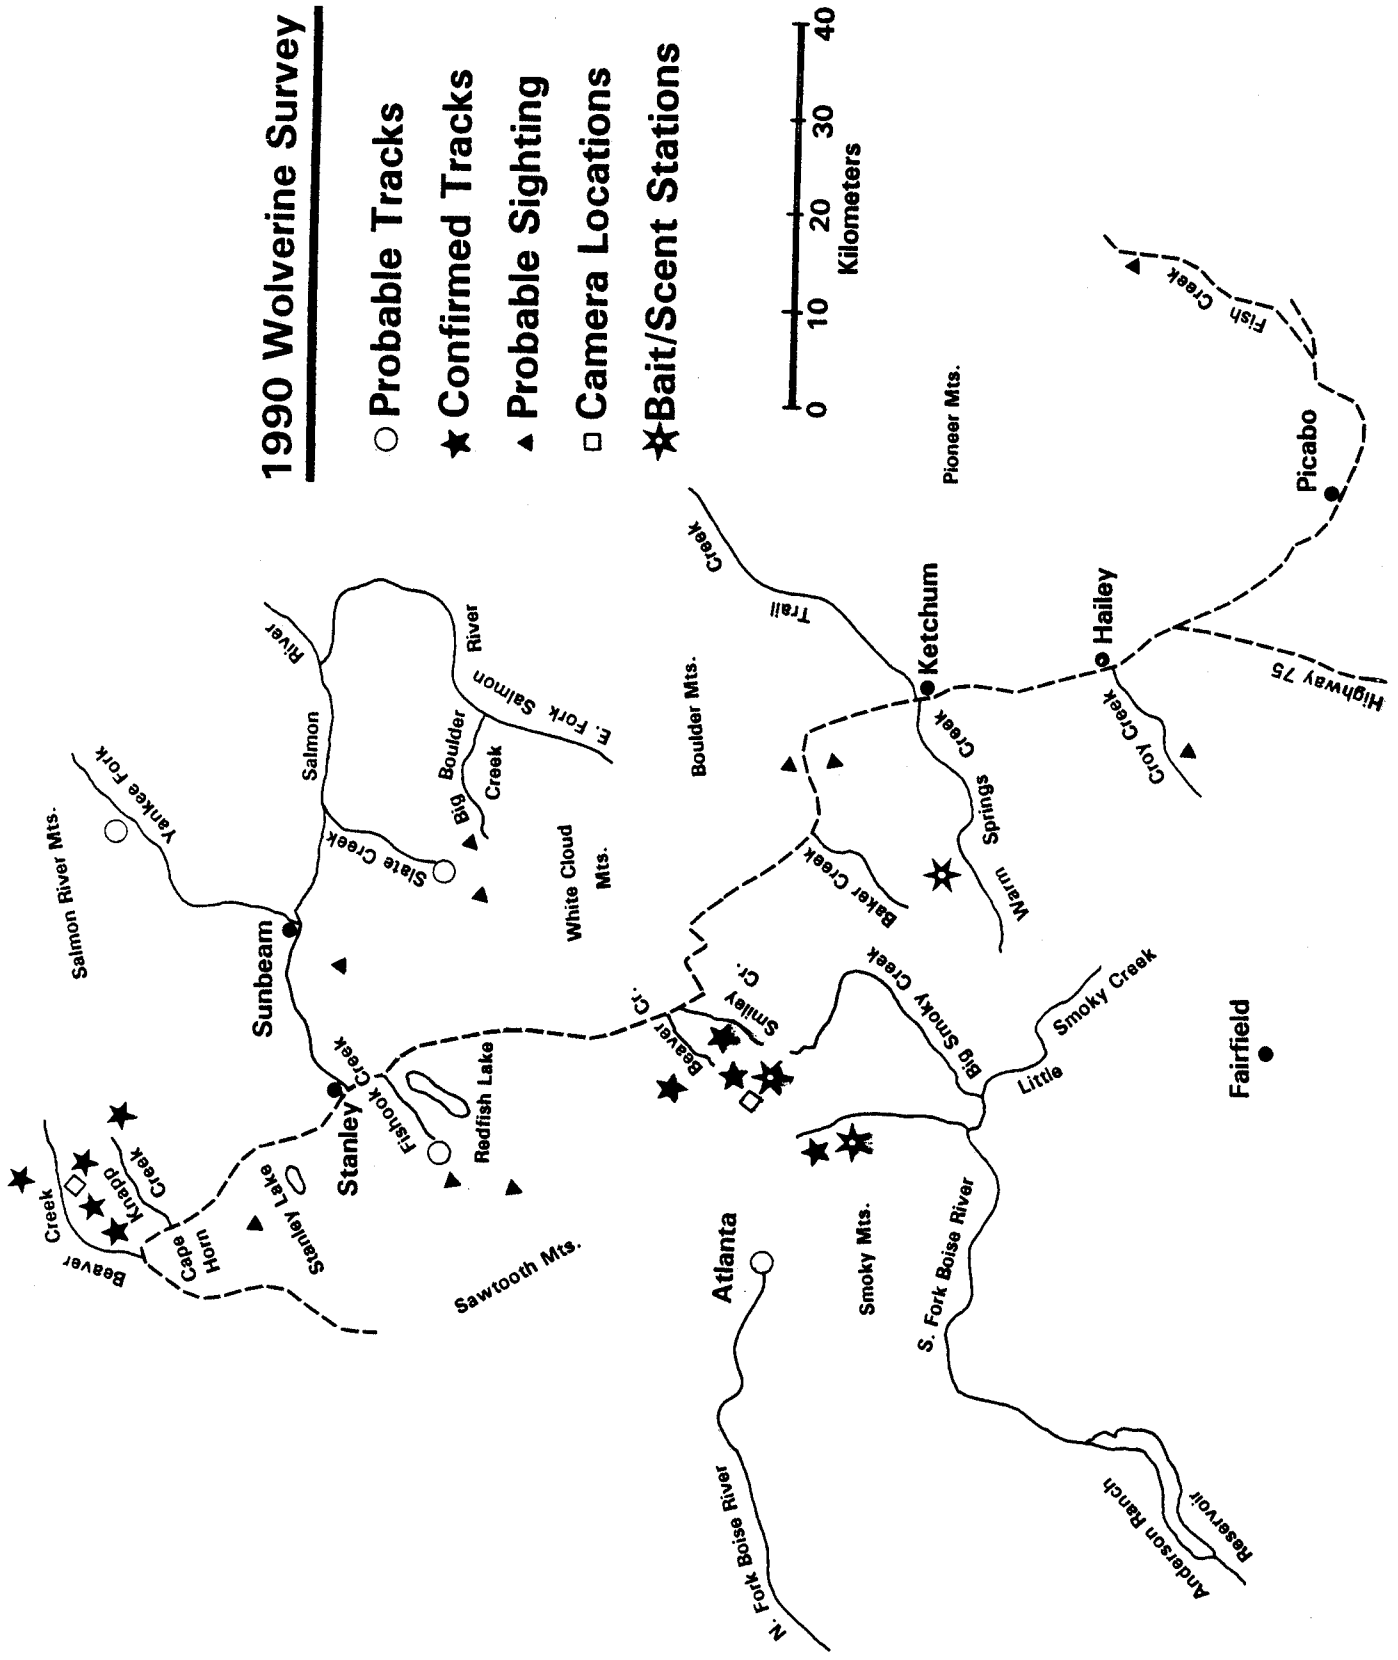 1990 Wolverine Survey
Probable Tracks
Confirmed Tracks
Probable Sighting
Camera Locations
Bait/Scent Stations
0 10 20 30 40
Kilometers
Beaver
Creek
Knapp
Creek
Cape
Horn
Stanley Lake
Stanley
Fishook Creek
Redfish Lake
Sawtooth Mts.
Salmon River Mts.
Yankee Fork
Sunbeam
Salmon
River
Slate Creek
Big
Boulder
Creek
E. Fork Salmon
River
White Cloud
Mts.
Boulder Mts.
Beaver
Cr.
Smiley
Cr.
Baker Creek
Trail
Creek
Ketchum
Warm
Springs
Creek
Pioneer Mts.
Hailey
Croy Creek
Highway 75
Picabo
Fish
Creek
Big Smoky Creek
Little
Smoky Creek
Fairfield
Atlanta
Smoky Mts.
S. Fork Boise River
N. Fork Boise River
Anderson Ranch
Reservoir